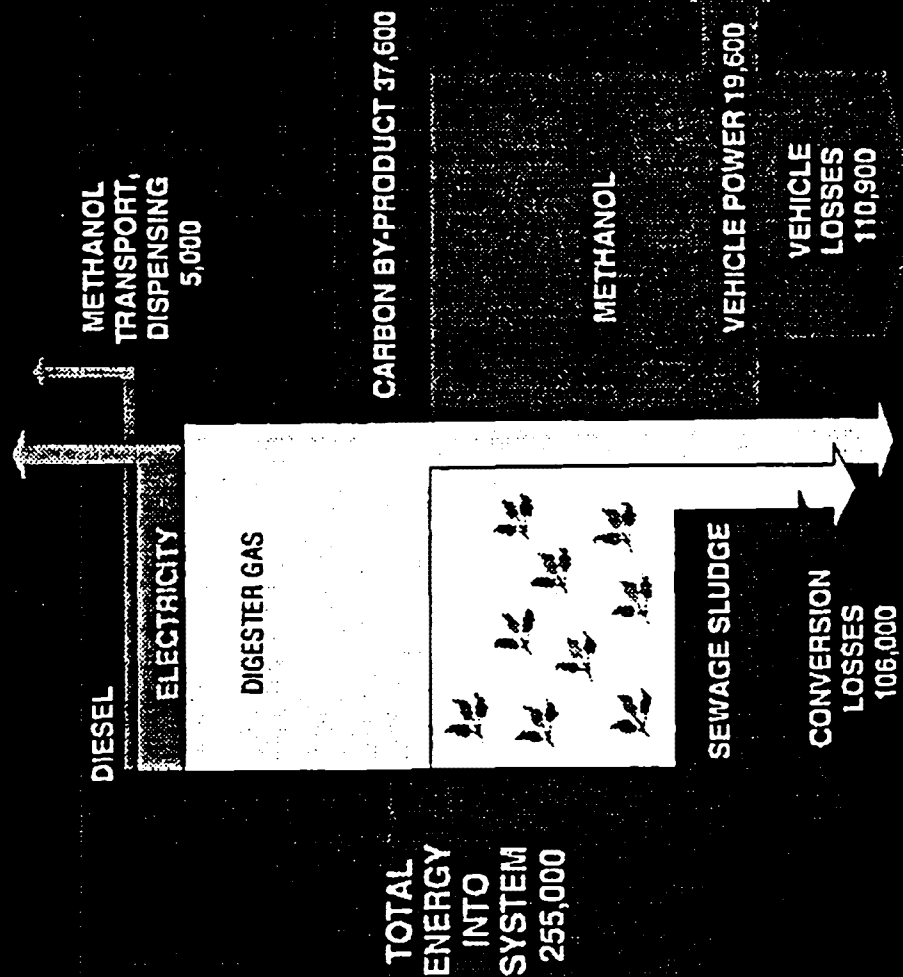 TOTAL
ENERGY
INTO
SYSTEM
255,000
DIESEL
ELECTRICITY
DIGESTER GAS
SEWAGE SLUDGE
CONVERSION
LOSSES
106,000
METHANOL
TRANSPORT,
DISPENSING
5,000
CARBON BY-PRODUCT 37,600
METHANOL
VEHICLE POWER 19,600
VEHICLE
LOSSES
110,900